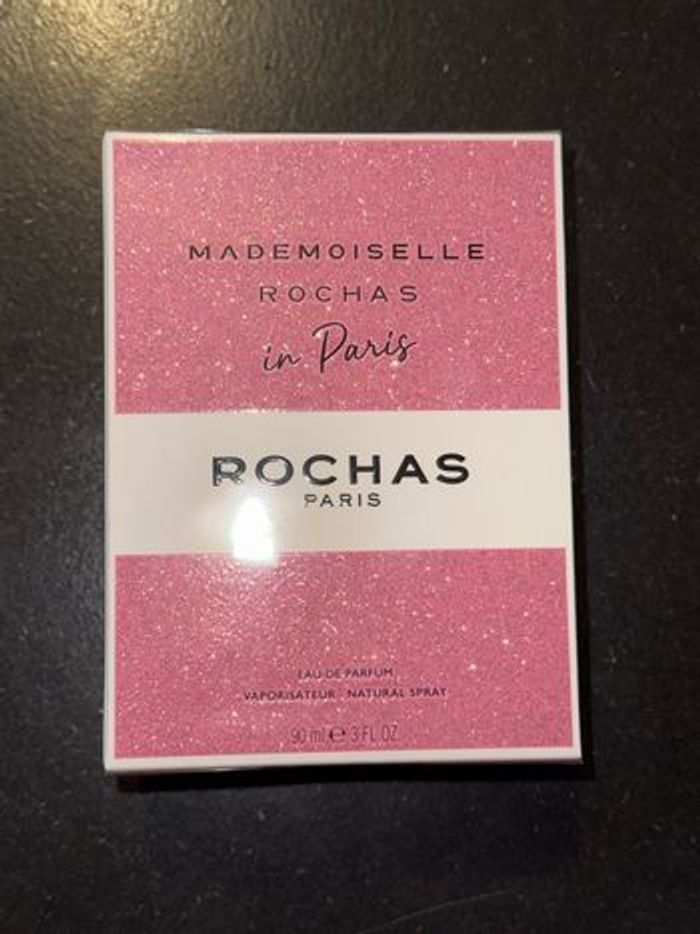 MADEMOISELLE
ROCHAS
in Paris
ROCHAS
PARIS
EAU DE PARFUM
VAPORISATEUR · NATURAL SPRAY
90 ml ℮ 3 FL.OZ.